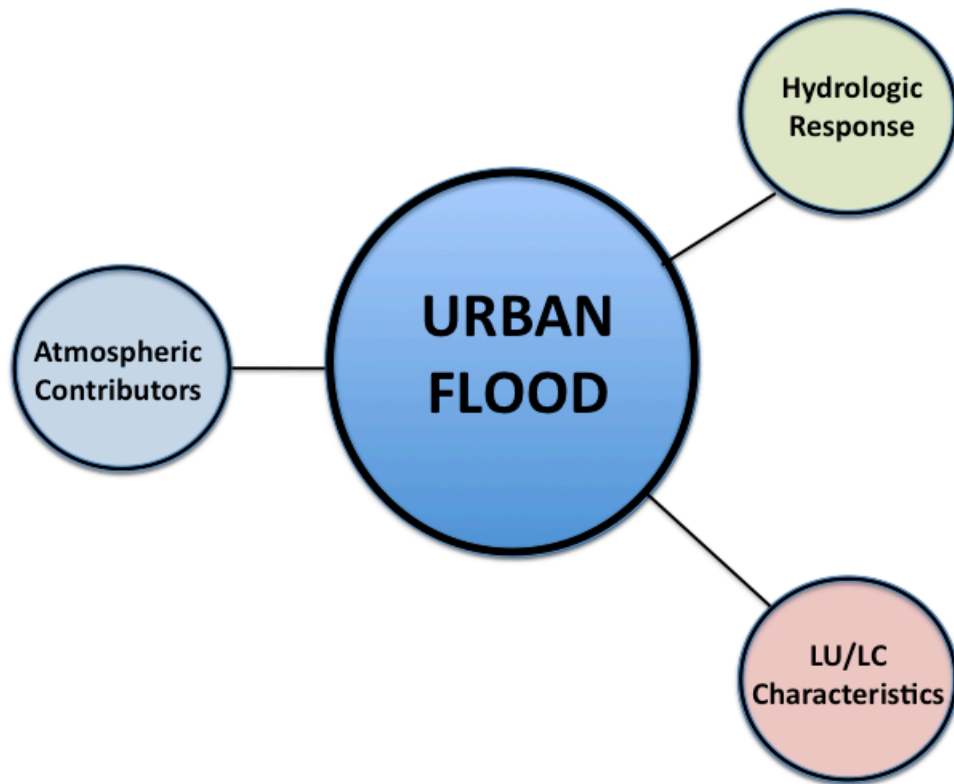 Hydrologic
Response
URBAN
FLOOD
Atmospheric
Contributors
LU/LC
Characteristics